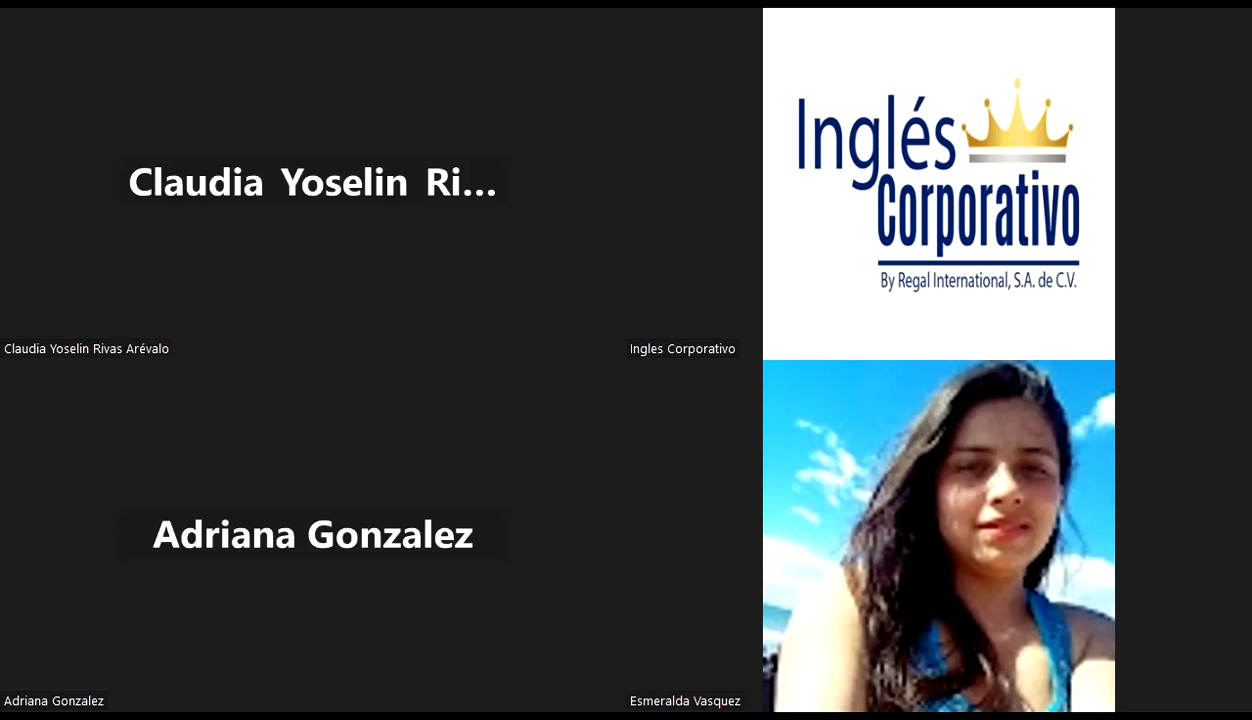 Claudia Yoselin Ri...
Claudia Yoselin Rivas Arévalo
Inglés
Corporativo
By Regal International, S.A. de C.V.
Ingles Corporativo
Adriana Gonzalez
Adriana Gonzalez
Esmeralda Vasquez